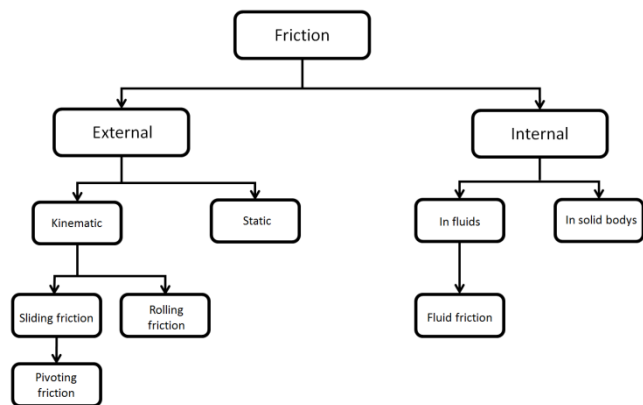 Friction
External
Internal
Kinematic
Static
In fluids
In solid bodys
Sliding friction
Rolling
friction
Fluid friction
Pivoting
friction